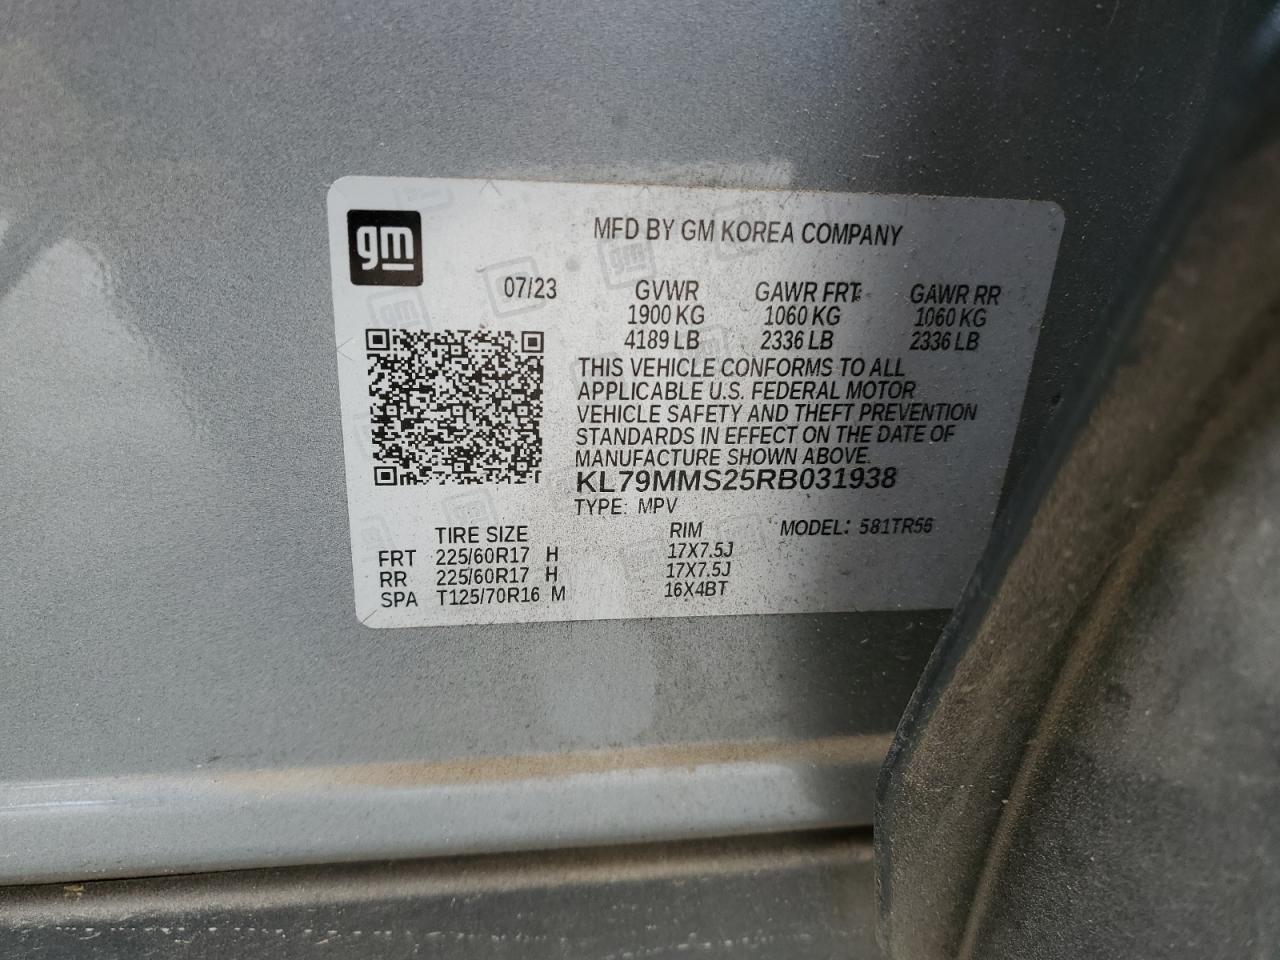 gm
MFD BY GM KOREA COMPANY
07/23 GVWR GAWR FRT GAWR RR
1900 KG 1060 KG 1060 KG
4189 LB 2336 LB 2336 LB
THIS VEHICLE CONFORMS TO ALL
APPLICABLE U.S. FEDERAL MOTOR
VEHICLE SAFETY AND THEFT PREVENTION
STANDARDS IN EFFECT ON THE DATE OF
MANUFACTURE SHOWN ABOVE.
KL79MMS25RB031938
TYPE: MPV
TIRE SIZE RIM MODEL: 581TR56
FRT 225/60R17 H 17X7.5J
RR 225/60R17 H 17X7.5J
SPA T125/70R16 M 16X4BT